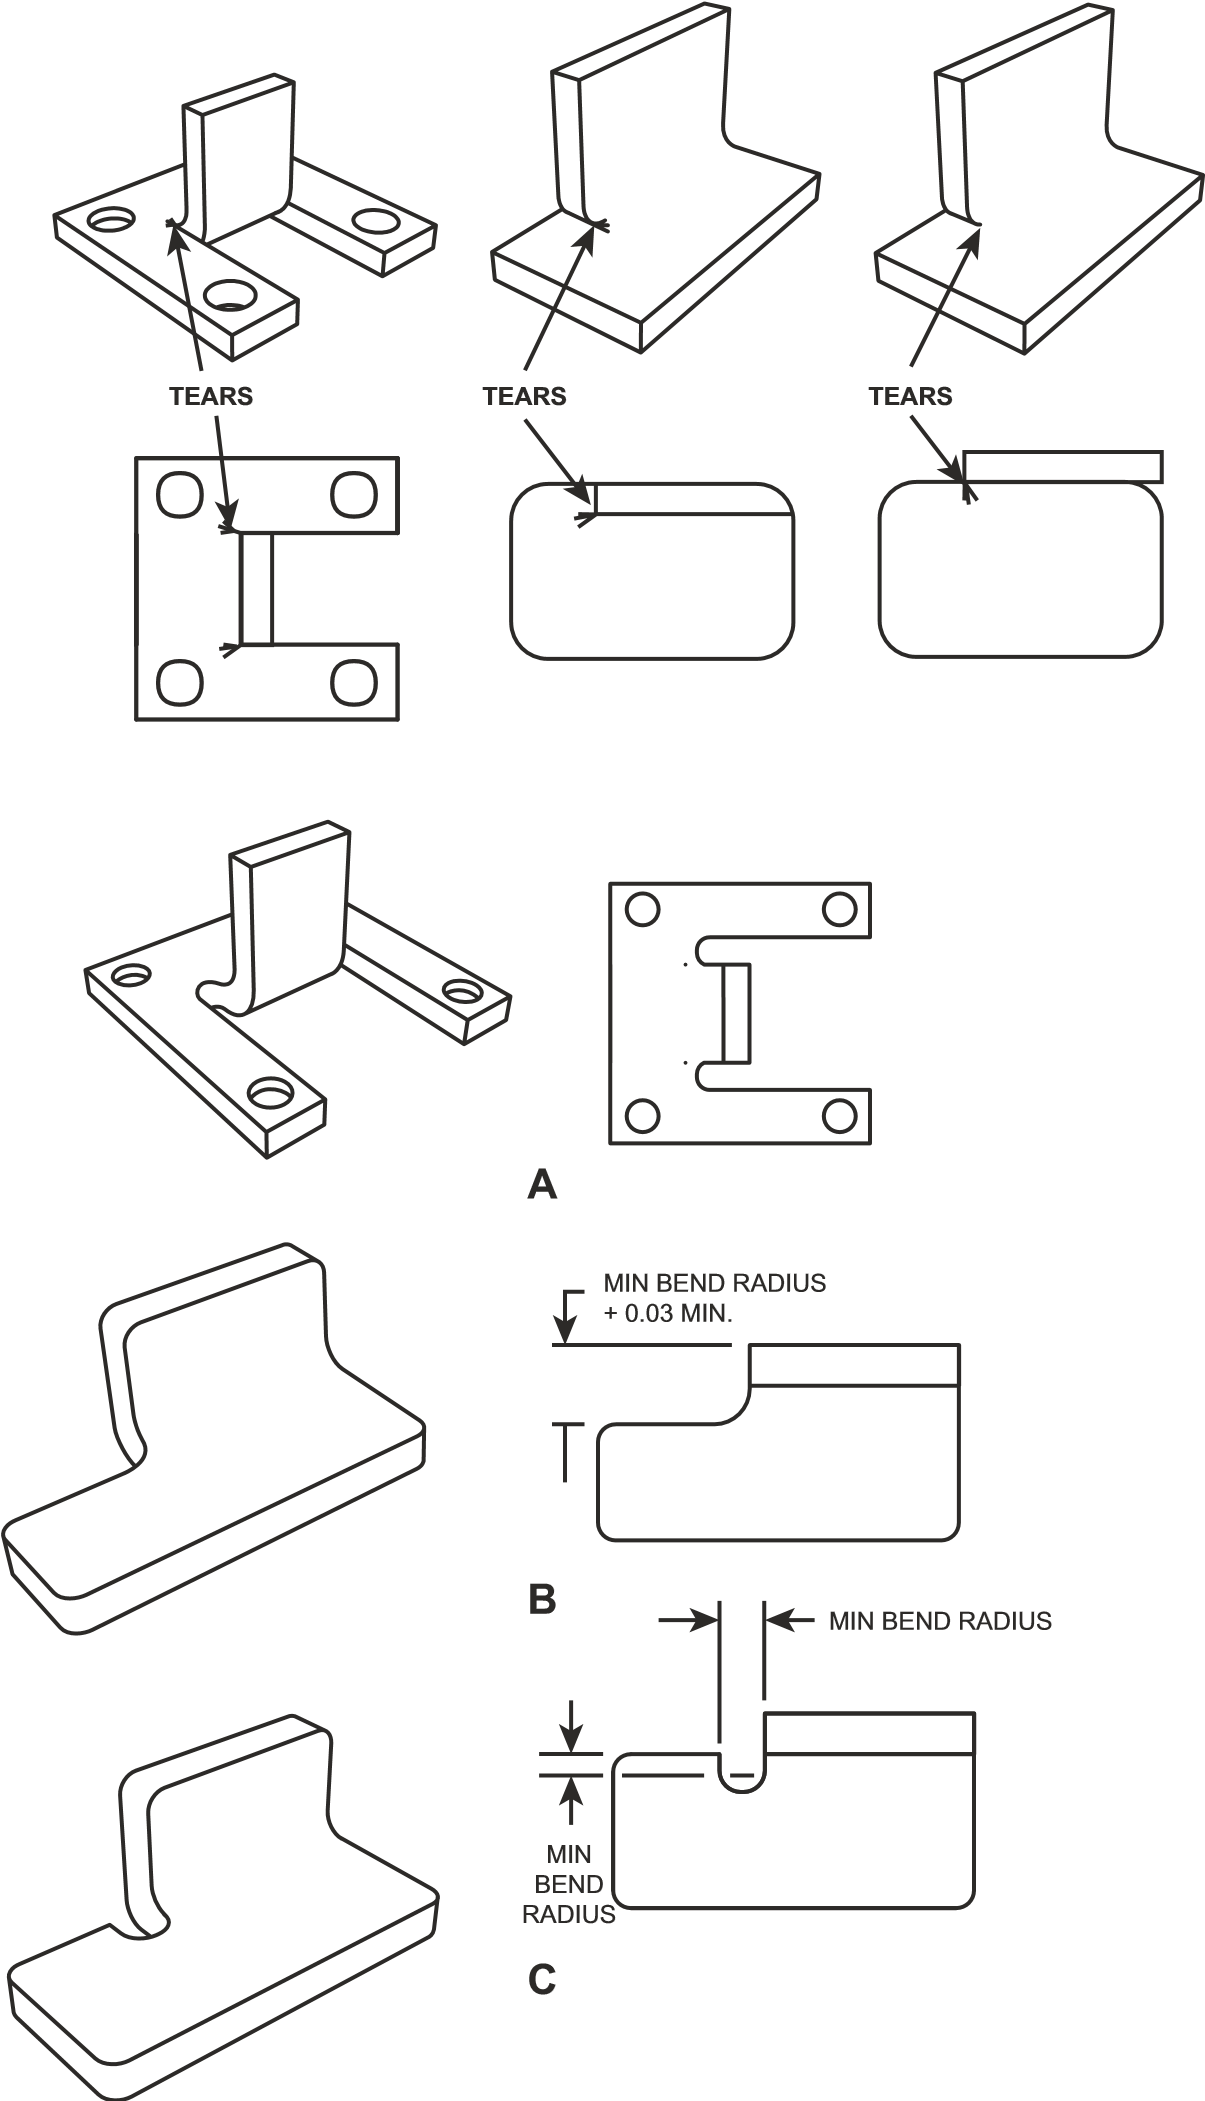 TEARS
TEARS
TEARS
A
MIN BEND RADIUS
+ 0.03 MIN.
B
MIN BEND RADIUS
MIN
BEND
RADIUS
C